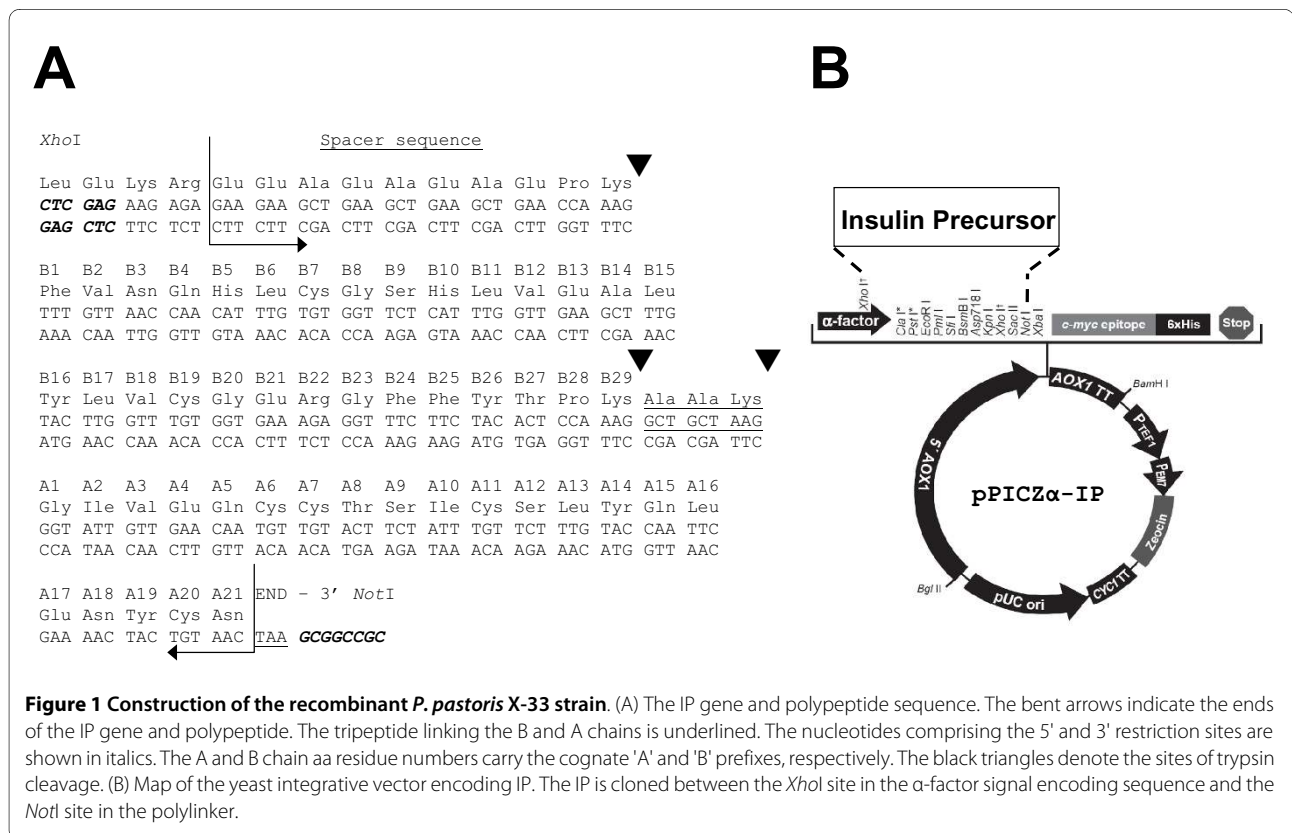 A
XhoI Spacer sequence
Leu Glu Lys Arg Glu Glu Ala Glu Ala Glu Ala Glu Pro Lys
CTC GAG AAG AGA GAA GAA GCT GAA GCT GAA GCT GAA CCA AAG
GAG CTC TTC TCT CTT CTT CGA CTT CGA CTT CGA CTT GGT TTC
B1 B2 B3 B4 B5 B6 B7 B8 B9 B10 B11 B12 B13 B14 B15
Phe Val Asn Gln His Leu Cys Gly Ser His Leu Val Glu Ala Leu
TTT GTT AAC CAA CAT TTG TGT GGT TCT CAT TTG GTT GAA GCT TTG
AAA CAA TTG GTT GTA AAC ACA CCA AGA GTA AAC CAA CTT CGA AAC
B16 B17 B18 B19 B20 B21 B22 B23 B24 B25 B26 B27 B28 B29
Tyr Leu Val Cys Gly Glu Arg Gly Phe Phe Tyr Thr Pro Lys Ala Ala Lys
TAC TTG GTT TGT GGT GAA AGA GGT TTC TTC TAC ACT CCA AAG GCT GCT AAG
ATG AAC CAA ACA CCA CTT TCT CCA AAG AAG ATG TGA GGT TTC CGA CGA TTC
A1 A2 A3 A4 A5 A6 A7 A8 A9 A10 A11 A12 A13 A14 A15 A16
Gly Ile Val Glu Gln Cys Cys Thr Ser Ile Cys Ser Leu Tyr Gln Leu
GGT ATT GTT GAA CAA TGT TGT ACT TCT ATT TGT TCT TTG TAC CAA TTC
CCA TAA CAA CTT GTT ACA ACA TGA AGA TAA ACA AGA AAC ATG GTT AAC
A17 A18 A19 A20 A21 END – 3' NotI
Glu Asn Tyr Cys Asn
GAA AAC TAC TGT AAC TAA GCGGCCGC
B
Insulin Precursor
α-factor
Xho I†
Cla I*
Pst I*
EcoR I
Pml I
Sfi I
BsmB I
Asp718 I
Kpn I
Xho I†
Sac II
Not I
Xba I
c-myc epitope
6xHis
Stop
AOX1 TT
BamH I
PTEF1
PEM7
Zeocin
CYC1 TT
pUC ori
Bgl II
5' AOX1
pPICZα-IP
Figure 1 Construction of the recombinant P. pastoris X-33 strain. (A) The IP gene and polypeptide sequence. The bent arrows indicate the ends
of the IP gene and polypeptide. The tripeptide linking the B and A chains is underlined. The nucleotides comprising the 5' and 3' restriction sites are
shown in italics. The A and B chain aa residue numbers carry the cognate 'A' and 'B' prefixes, respectively. The black triangles denote the sites of trypsin
cleavage. (B) Map of the yeast integrative vector encoding IP. The IP is cloned between the XhoI site in the α-factor signal encoding sequence and the
NotI site in the polylinker.